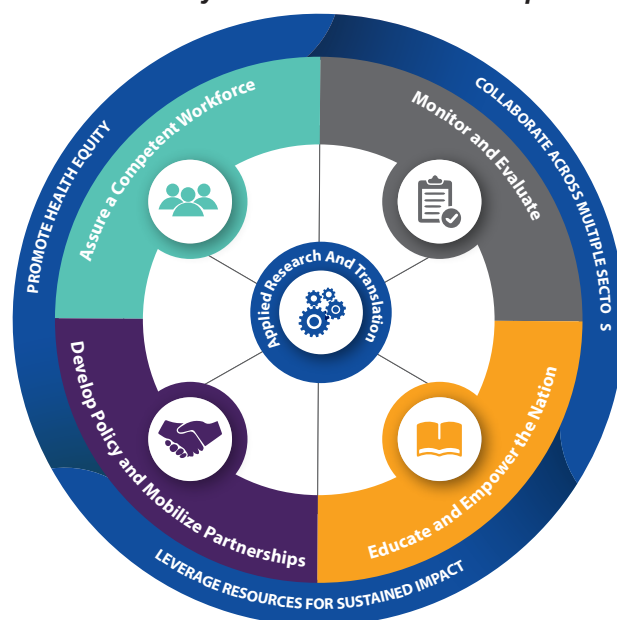 PROMOTE HEALTH EQUITY
COLLABORATE ACROSS MULTIPLE SECTO S
Assure a Competent Workforce
Monitor and Evaluate
Applied Research And Translation
Develop Policy and Mobilize Partnerships
Educate and Empower the Nation
LEVERAGE RESOURCES FOR SUSTAINED IMPACT